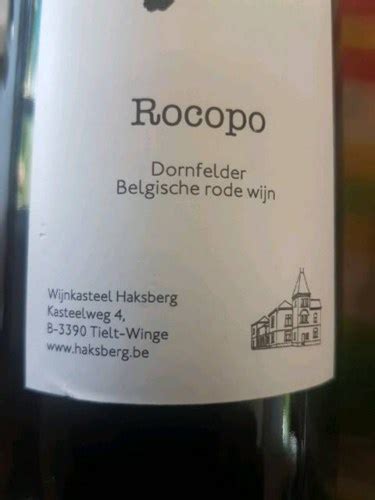 Rocopo
Dornfelder
Belgische rode wijn
Wijnkasteel Haksberg
Kasteelweg 4,
B-3390 Tielt-Winge
www.haksberg.be